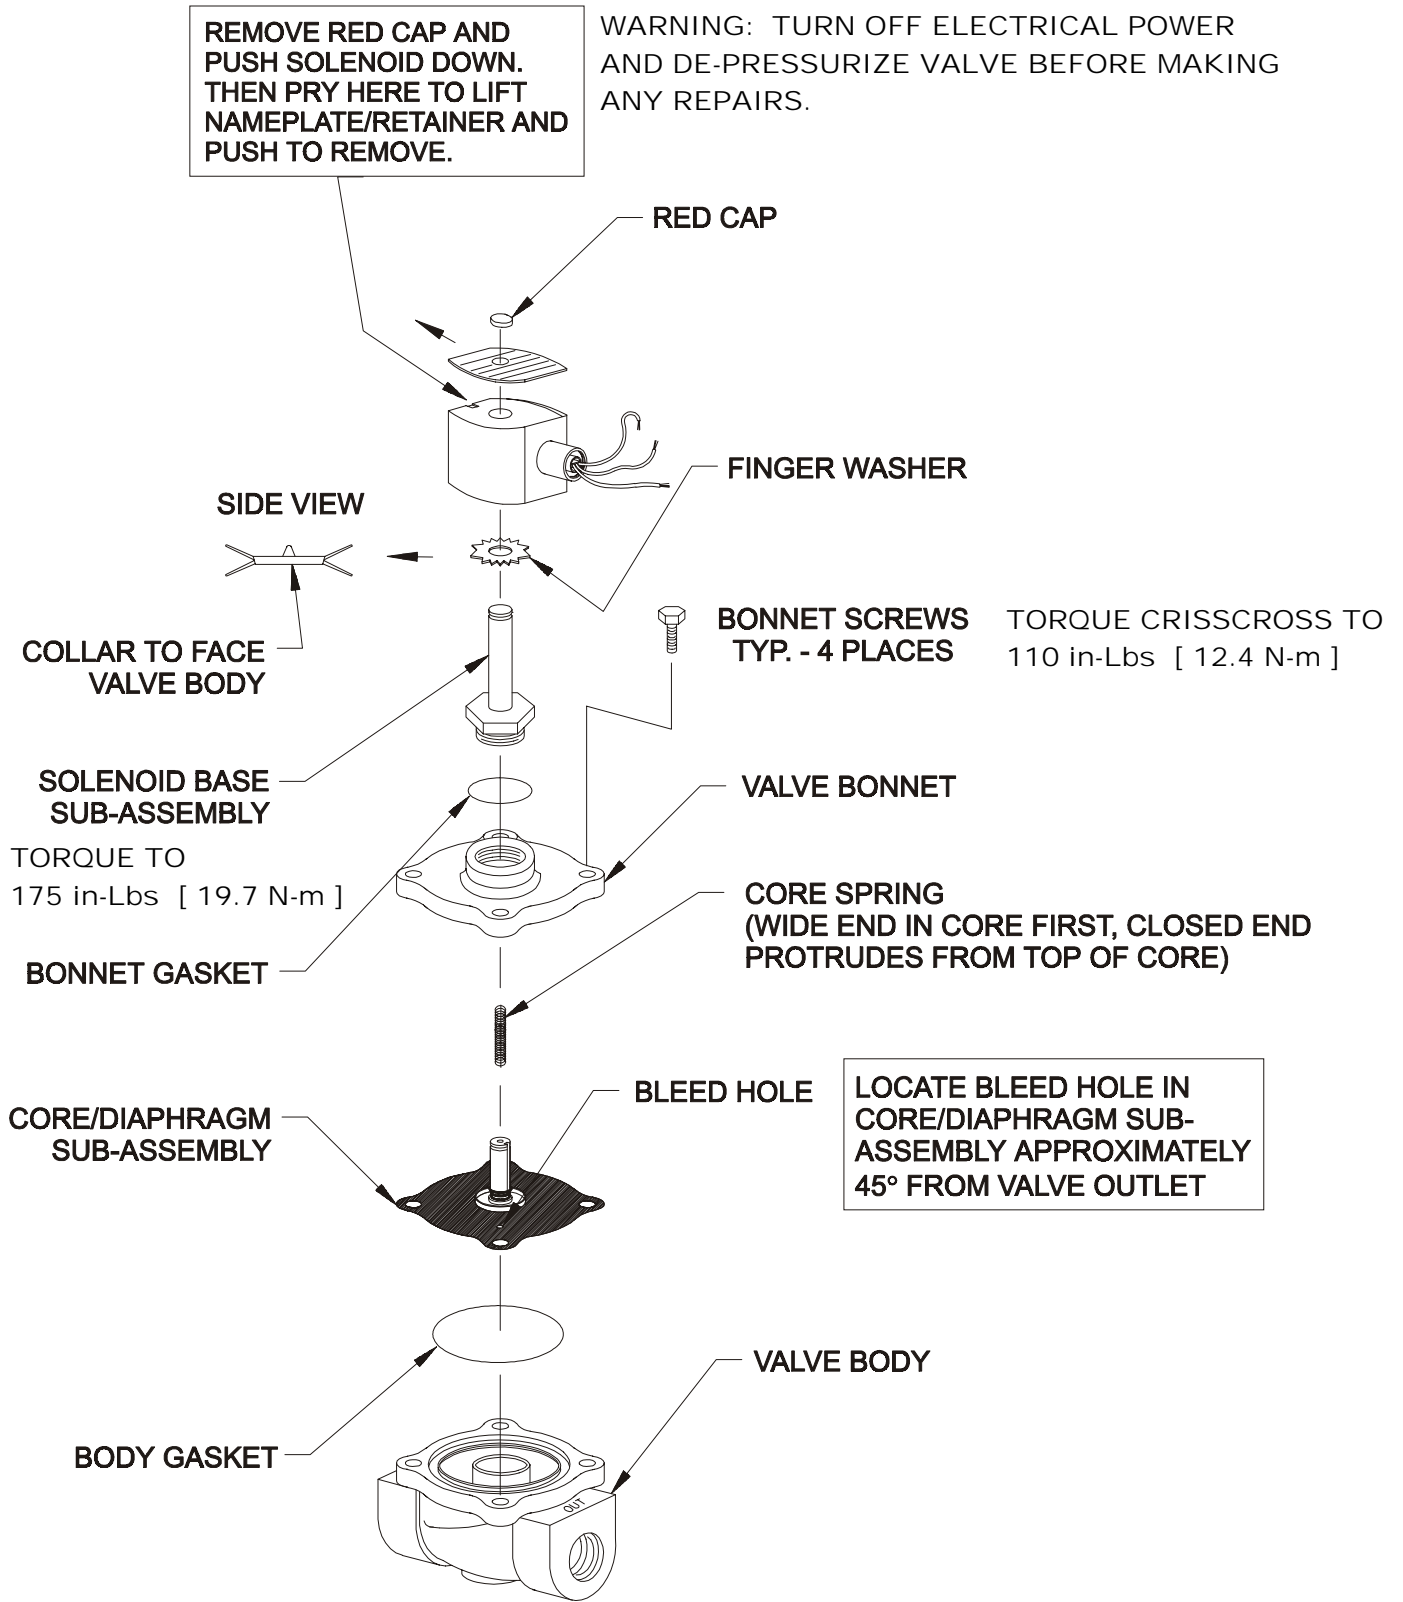 REMOVE RED CAP AND
PUSH SOLENOID DOWN.
THEN PRY HERE TO LIFT
NAMEPLATE/RETAINER AND
PUSH TO REMOVE.
WARNING: TURN OFF ELECTRICAL POWER
AND DE-PRESSURIZE VALVE BEFORE MAKING
ANY REPAIRS.
RED CAP
FINGER WASHER
SIDE VIEW
COLLAR TO FACE
VALVE BODY
BONNET SCREWS
TYP. - 4 PLACES
TORQUE CRISSCROSS TO
110 in-Lbs [ 12.4 N-m ]
SOLENOID BASE
SUB-ASSEMBLY
TORQUE TO
175 in-Lbs [ 19.7 N-m ]
VALVE BONNET
CORE SPRING
(WIDE END IN CORE FIRST, CLOSED END
PROTRUDES FROM TOP OF CORE)
BONNET GASKET
BLEED HOLE
LOCATE BLEED HOLE IN
CORE/DIAPHRAGM SUB-
ASSEMBLY APPROXIMATELY
45° FROM VALVE OUTLET
CORE/DIAPHRAGM
SUB-ASSEMBLY
VALVE BODY
BODY GASKET
OUT